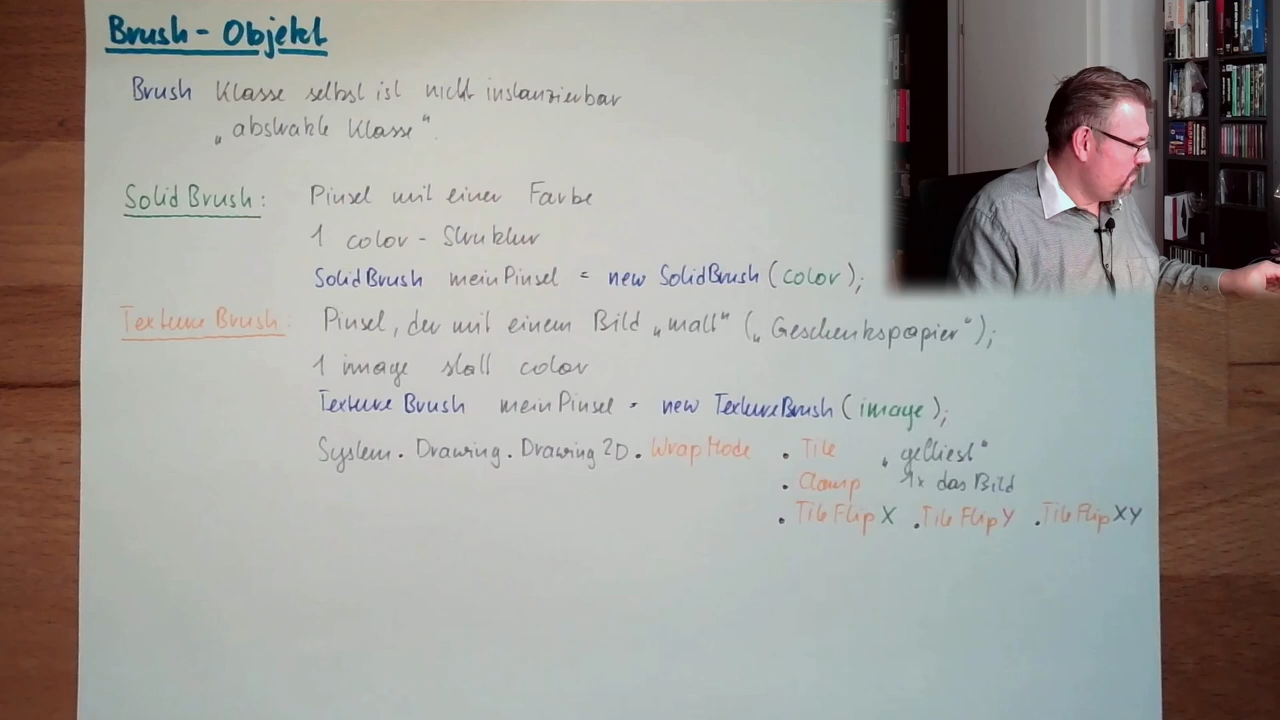 Brush - Objekt
Brush Klasse selbst ist nicht instanzierbar
„abstrakte Klasse“.
SolidBrush: Pinsel mit einer Farbe
1 color - Struktur
SolidBrush meinPinsel = new SolidBrush (color);
TextureBrush: Pinsel, der mit einem Bild „malt“ („Geschenkspapier“);
1 image statt color
TextureBrush meinPinsel = new TextureBrush (image);
System. Drawing. Drawing2D. WrapMode . Tile „gefliest“
. Clamp 1x das Bild
. TileFlipX . TileFlipY . TileFlipXY